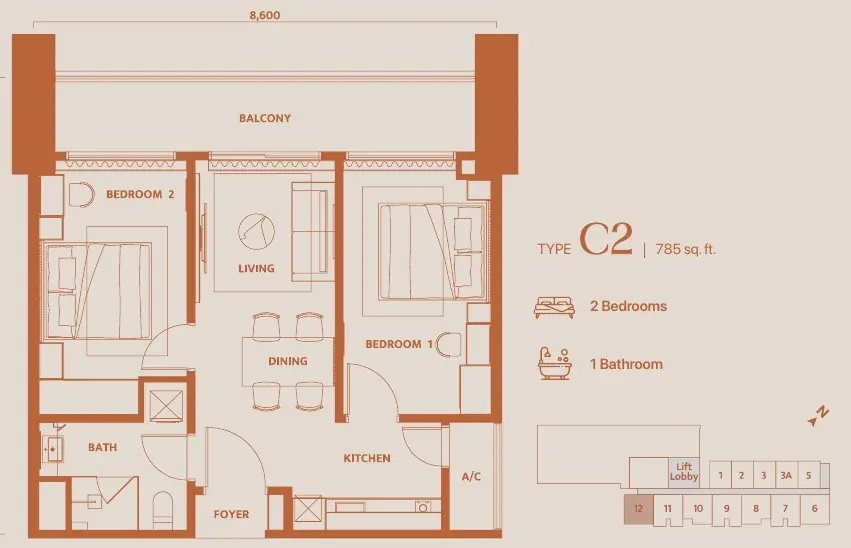 8,600
BALCONY
BEDROOM 2
LIVING
DINING
BEDROOM 1
BATH
KITCHEN
A/C
FOYER
TYPE C2 | 785 sq. ft.
2 Bedrooms
1 Bathroom
N
Lift
Lobby
1 2 3 3A 5
12 11 10 9 8 7 6